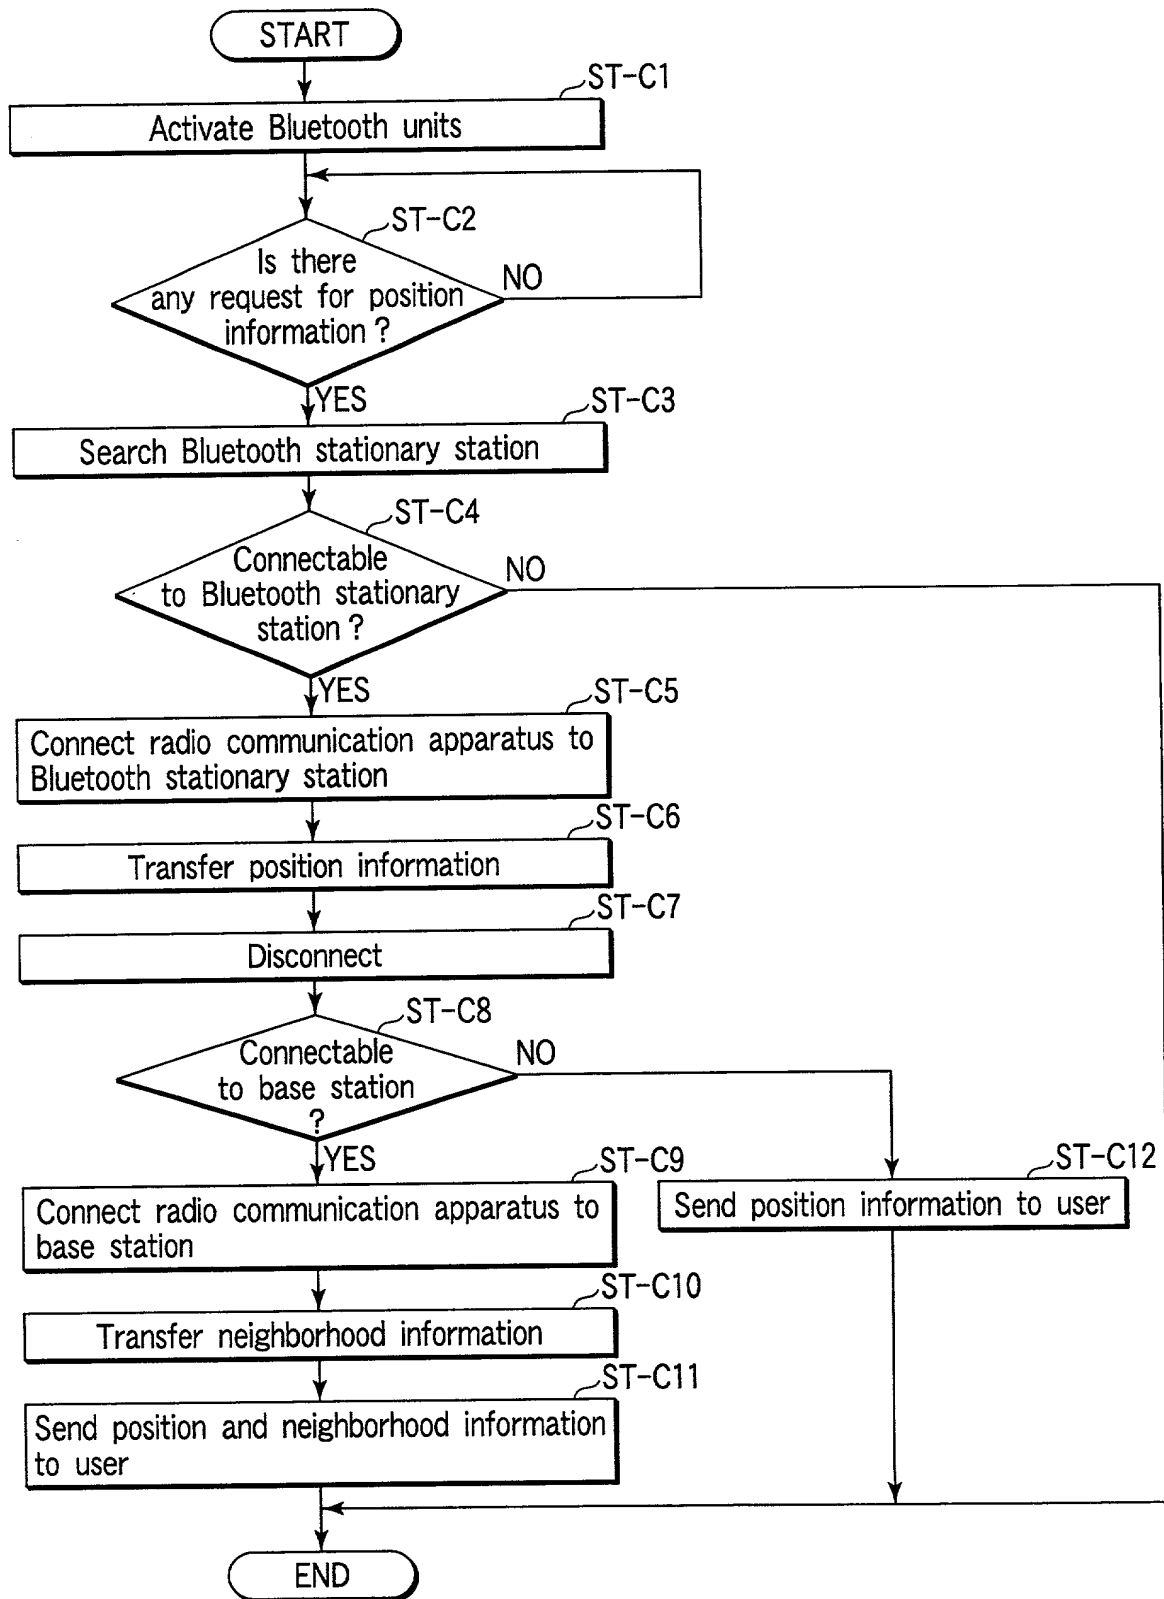 START
ST-C1
Activate Bluetooth units
ST-C2
Is there
any request for position
information ?
NO
YES
ST-C3
Search Bluetooth stationary station
ST-C4
Connectable
to Bluetooth stationary
station ?
NO
YES
ST-C5
Connect radio communication apparatus to
Bluetooth stationary station
ST-C6
Transfer position information
ST-C7
Disconnect
ST-C8
Connectable
to base station
?
NO
YES
ST-C9
Connect radio communication apparatus to
base station
ST-C12
Send position information to user
ST-C10
Transfer neighborhood information
ST-C11
Send position and neighborhood information
to user
END